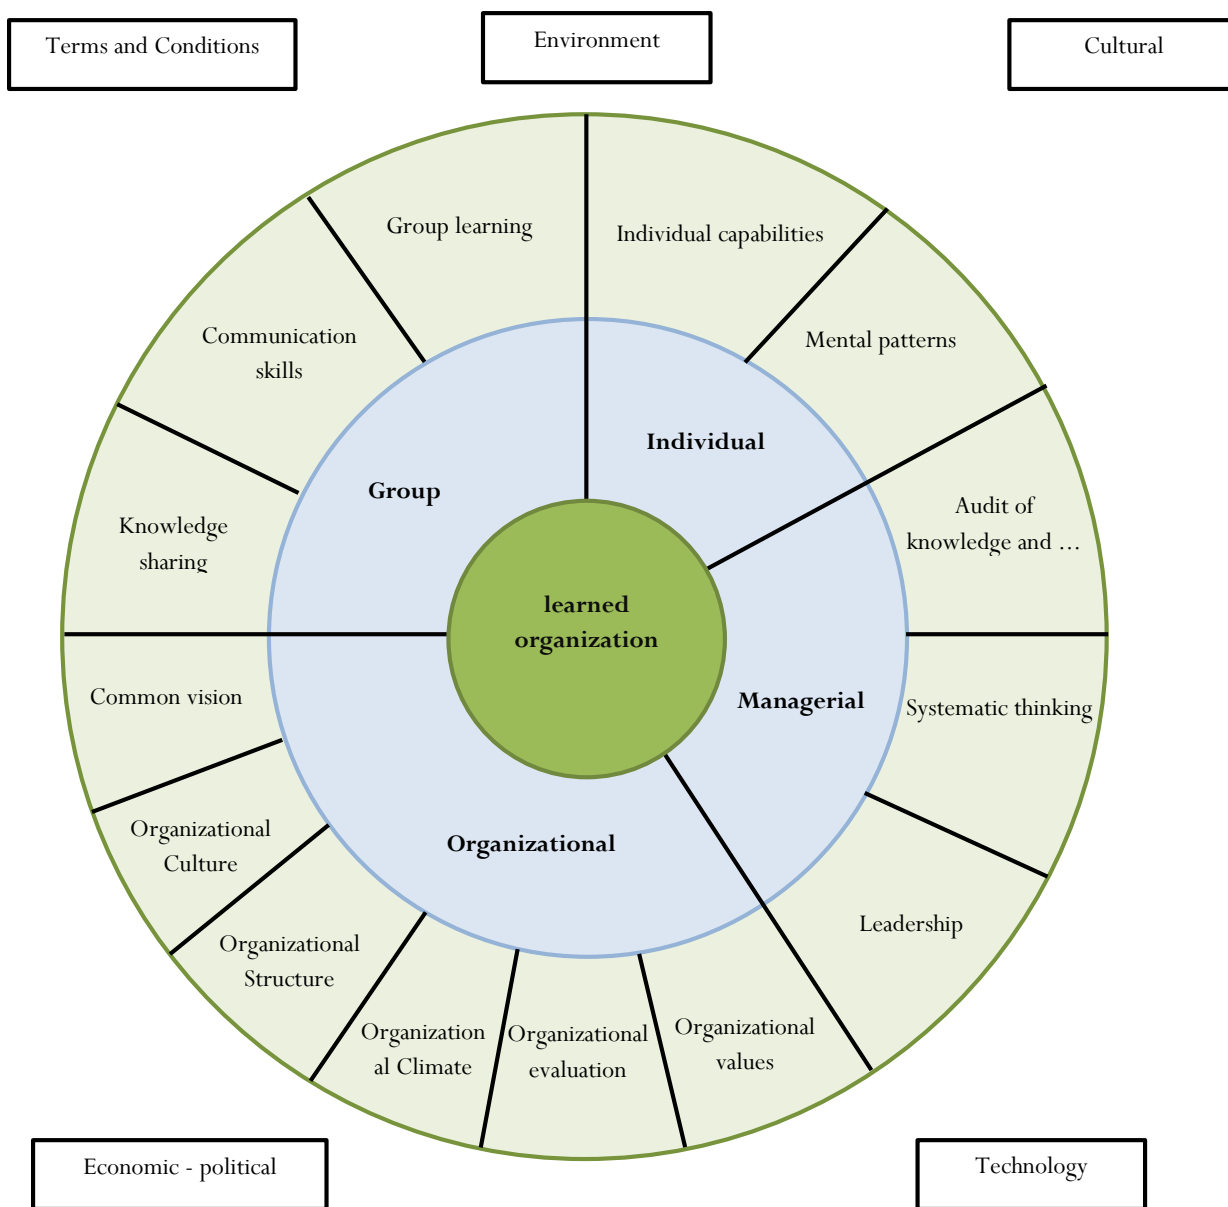 Terms and Conditions
Environment
Cultural
Group learning
Individual capabilities
Communication
skills
Mental patterns
Individual
Group
Knowledge
sharing
Audit of
knowledge and …
learned
organization
Common vision
Managerial
Systematic thinking
Organizational
Culture
Organizational
Organizational
Structure
Leadership
Organization
al Climate
Organizational
evaluation
Organizational
values
Economic - political
Technology